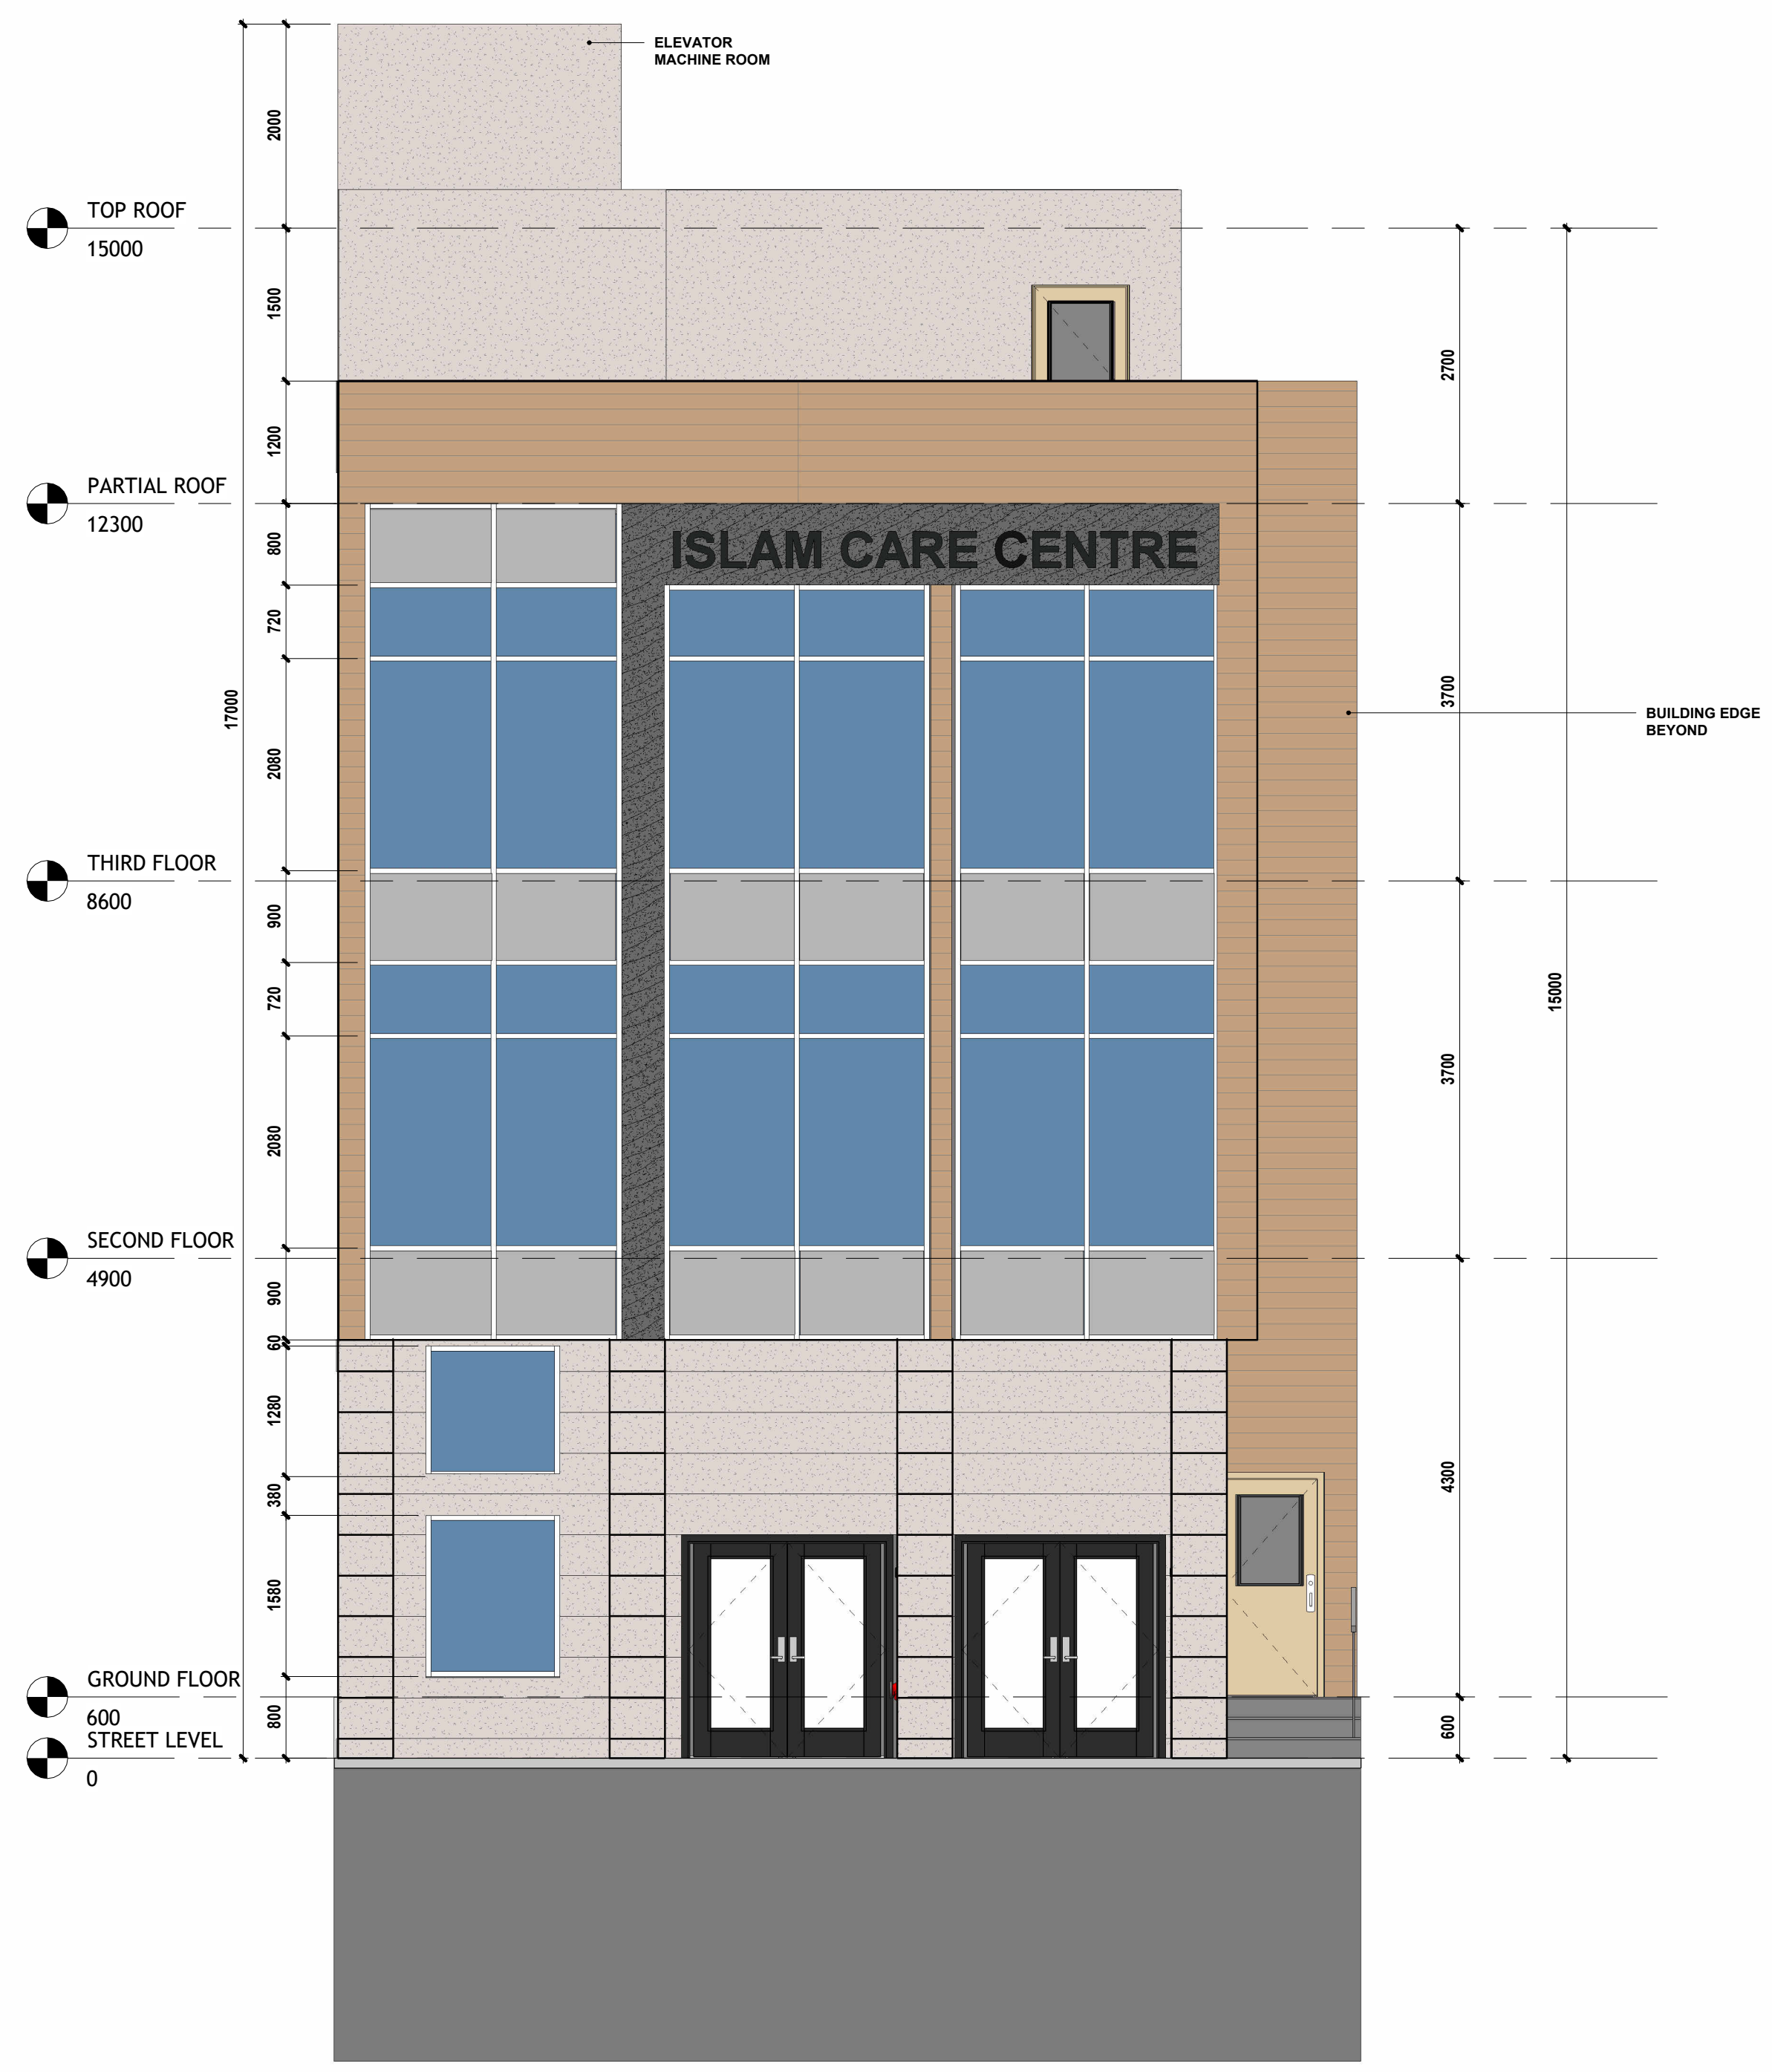 ELEVATOR
MACHINE ROOM
2000
TOP ROOF
15000
1500
2700
1200
PARTIAL ROOF
12300
800
ISLAM CARE CENTRE
720
17000
3700
2080
BUILDING EDGE
BEYOND
THIRD FLOOR
8600
900
720
15000
3700
2080
SECOND FLOOR
4900
900
60
1280
380
4300
1580
GROUND FLOOR
600
800
600
STREET LEVEL
0